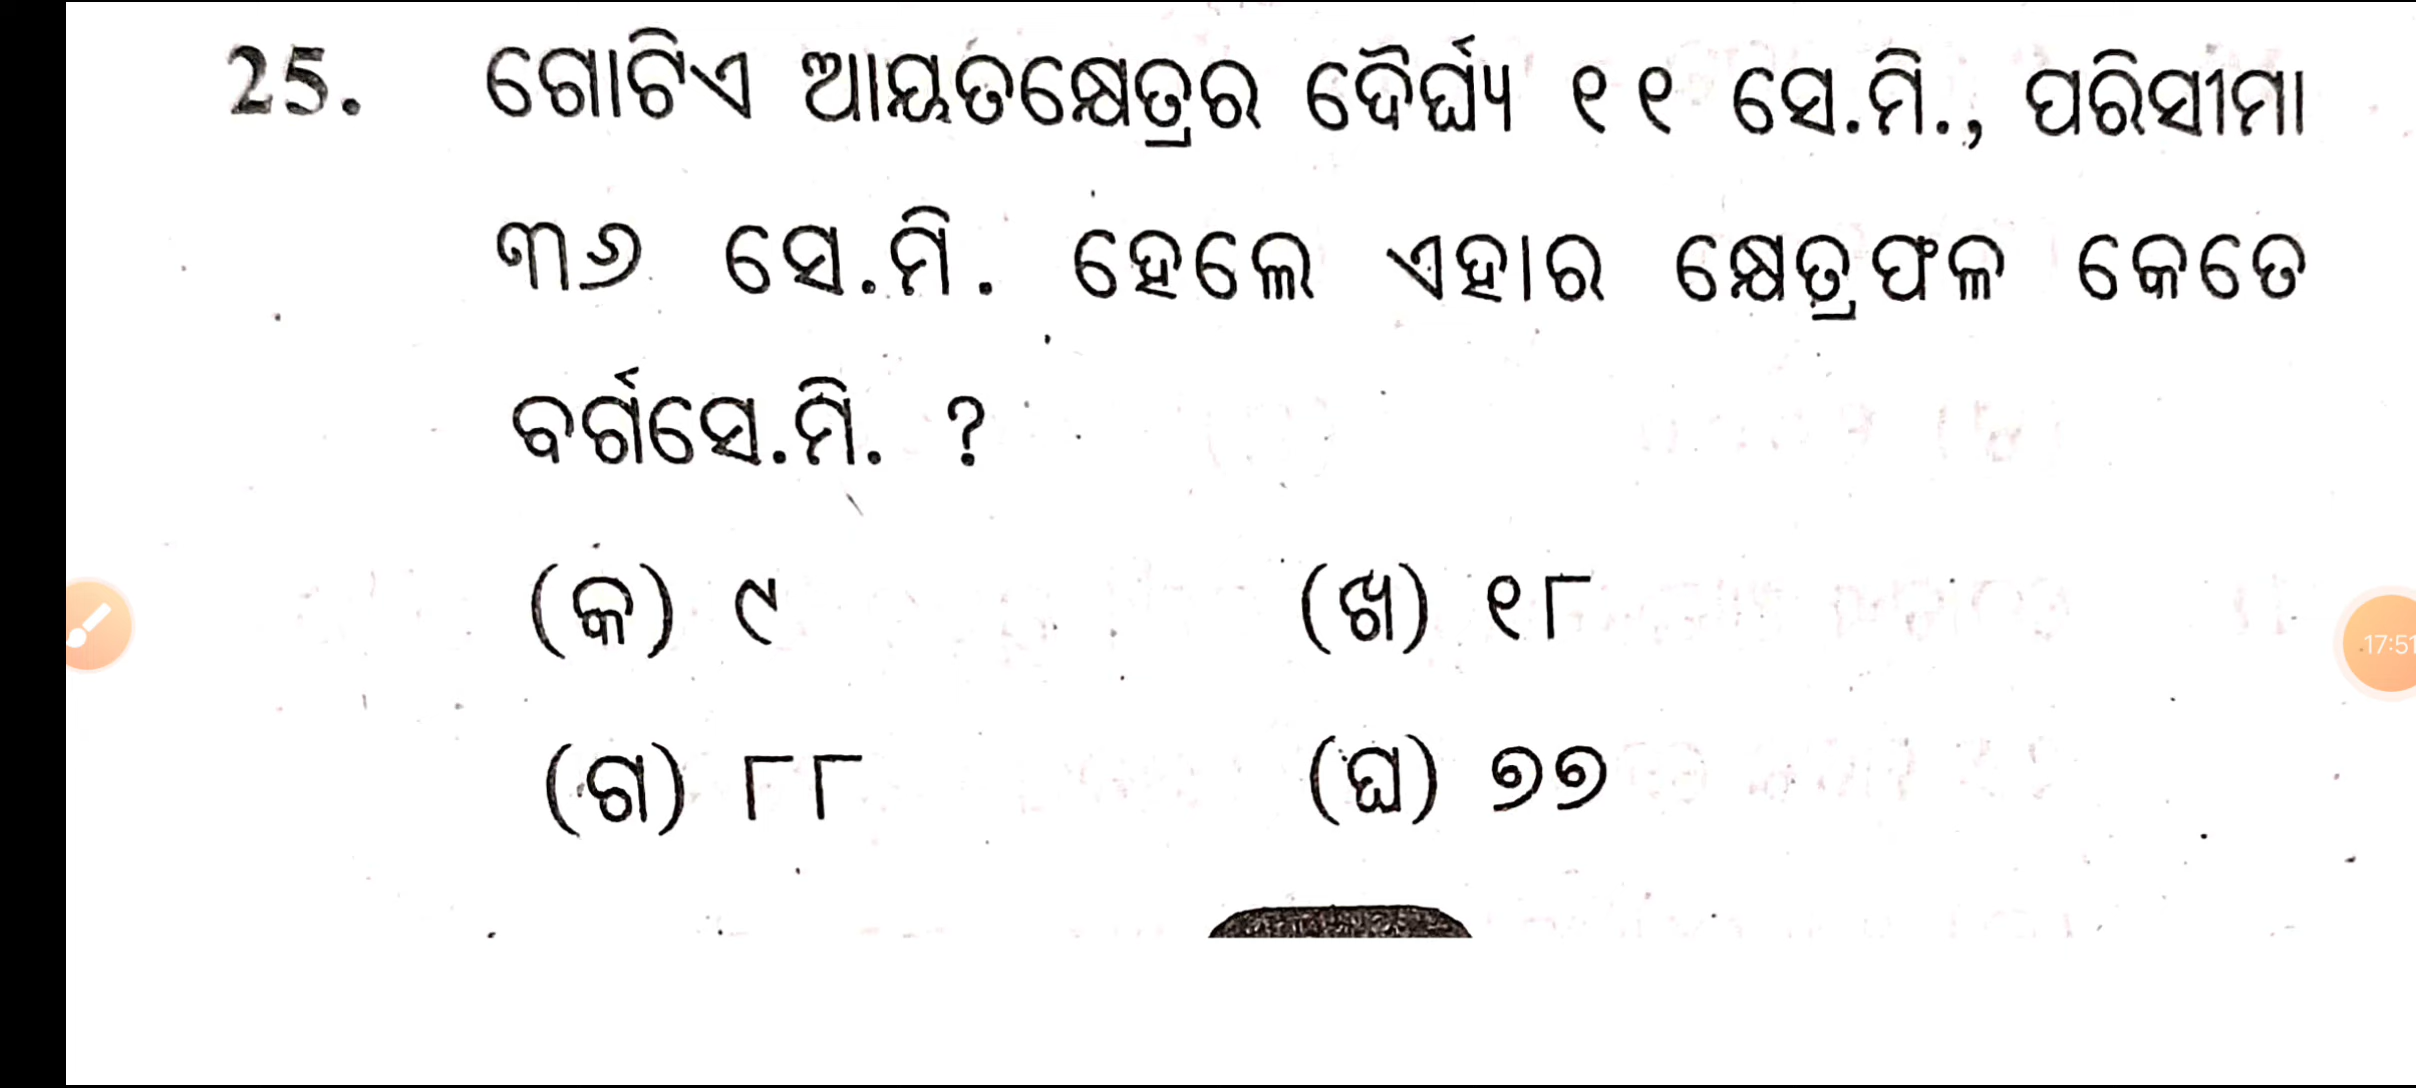 25. ଗୋଟିଏ ଆୟତକ୍ଷେତ୍ରର ଦୈର୍ଘ୍ୟ ୧୧ ସେ.ମି., ପରିସୀମା
୩୬ ସେ.ମି. ହେଲେ ଏହାର କ୍ଷେତ୍ରଫଳ କେତେ
ବର୍ଗସେ.ମି. ?
(କ) ୯ (ଖ) ୧୮
17:51
(ଗ) ୮୮ (ଘ) ୭୭